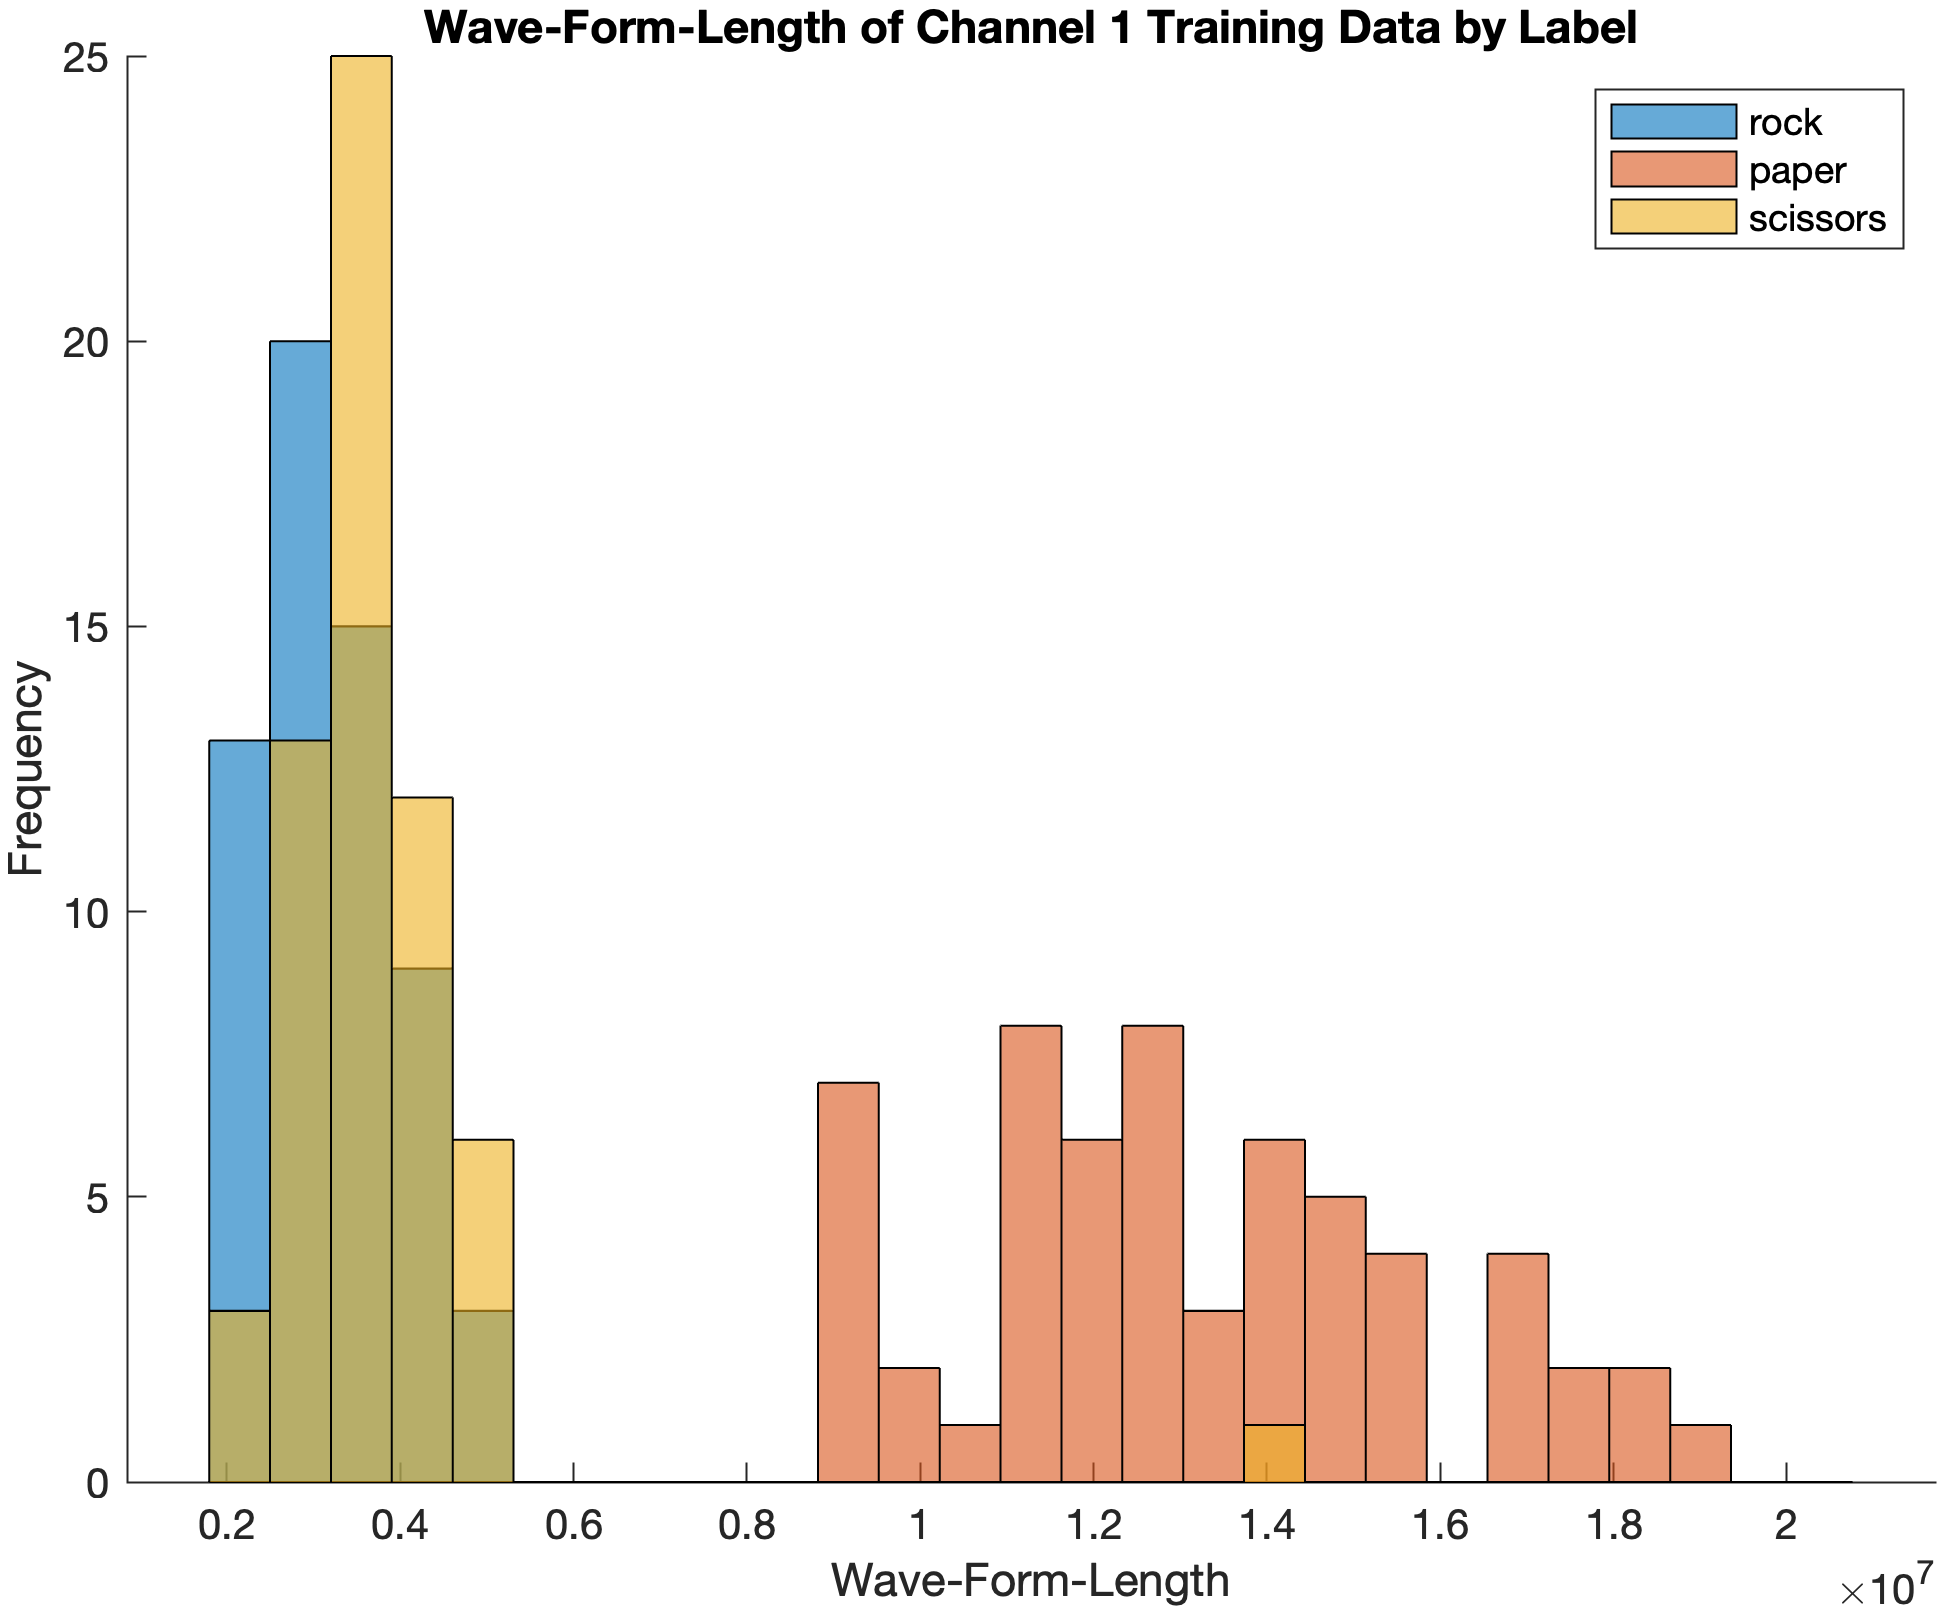 Wave-Form-Length of Channel 1 Training Data by Label
rock
paper
scissors
25
20
15
10
5
0
Frequency
0.2 0.4 0.6 0.8 1 1.2 1.4 1.6 1.8 2
Wave-Form-Length
×10⁷